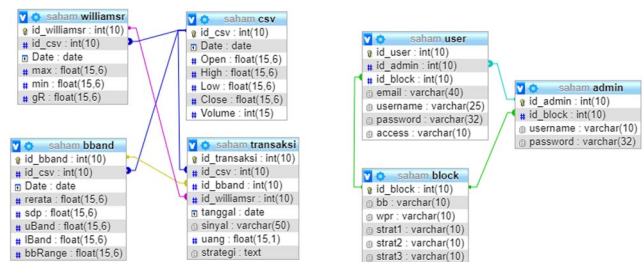 saham williamsr
id_williamsr : int(10)
id_csv : int(10)
Date : date
max : float(15,6)
min : float(15,6)
gR : float(15,6)
saham csv
id_csv : int(10)
Date : date
Open : float(15,6)
High : float(15,6)
Low : float(15,6)
Close : float(15,6)
Volume : int(15)
saham bband
id_bband : int(10)
id_csv : int(10)
Date : date
rerata : float(15,6)
sdp : float(15,6)
uBand : float(15,6)
lBand : float(15,6)
bbRange : float(15,6)
saham transaksi
id_transaksi : int(10)
id_csv : int(10)
id_bband : int(10)
id_williamsr : int(10)
tanggal : date
sinyal : varchar(50)
uang : float(15,1)
strategi : text
saham user
id_user : int(10)
id_admin : int(10)
id_block : int(10)
email : varchar(40)
username : varchar(25)
password : varchar(32)
access : varchar(10)
saham admin
id_admin : int(10)
id_block : int(10)
username : varchar(10)
password : varchar(32)
saham block
id_block : int(10)
bb : varchar(10)
wpr : varchar(10)
strat1 : varchar(10)
strat2 : varchar(10)
strat3 : varchar(10)